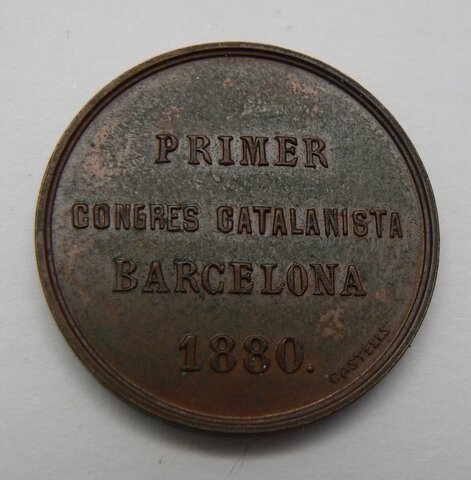 PRIMER
CONGRES CATALANISTA
BARCELONA
1880.
CASTELLS